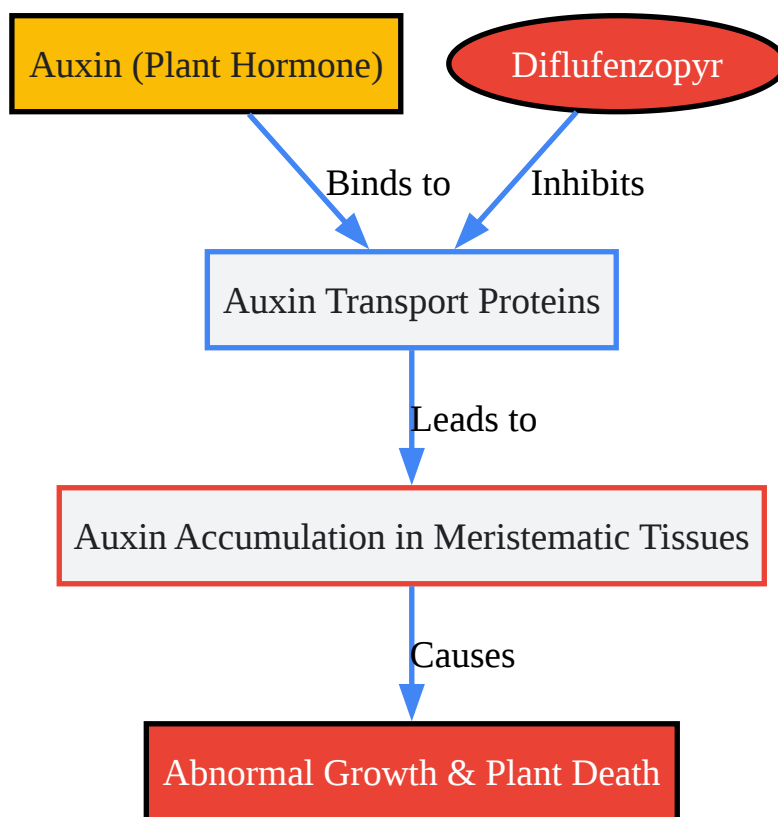 Auxin (Plant Hormone)
Diflufenzopyr
Binds to
Inhibits
Auxin Transport Proteins
Leads to
Auxin Accumulation in Meristematic Tissues
Causes
Abnormal Growth & Plant Death